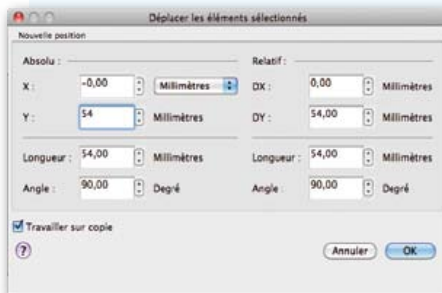 Déplacer les éléments sélectionnés
Nouvelle position
Absolu : Relatif :
X : -0,00 Millimètres DX : 0,00 Millimètres
Y : 54 Millimètres DY : 54,00 Millimètres
Longueur : 54,00 Millimètres Longueur : 54,00 Millimètres
Angle : 90,00 Degré Angle : 90,00 Degré
Travailler sur copie
? Annuler OK